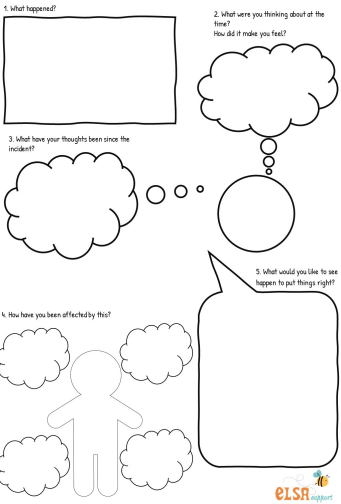 1. What happened?
2. What were you thinking about at the
time?
How did it make you feel?
3. What have your thoughts been since the
incident?
4. How have you been affected by this?
5. What would you like to see
happen to put things right?
ELSA
support